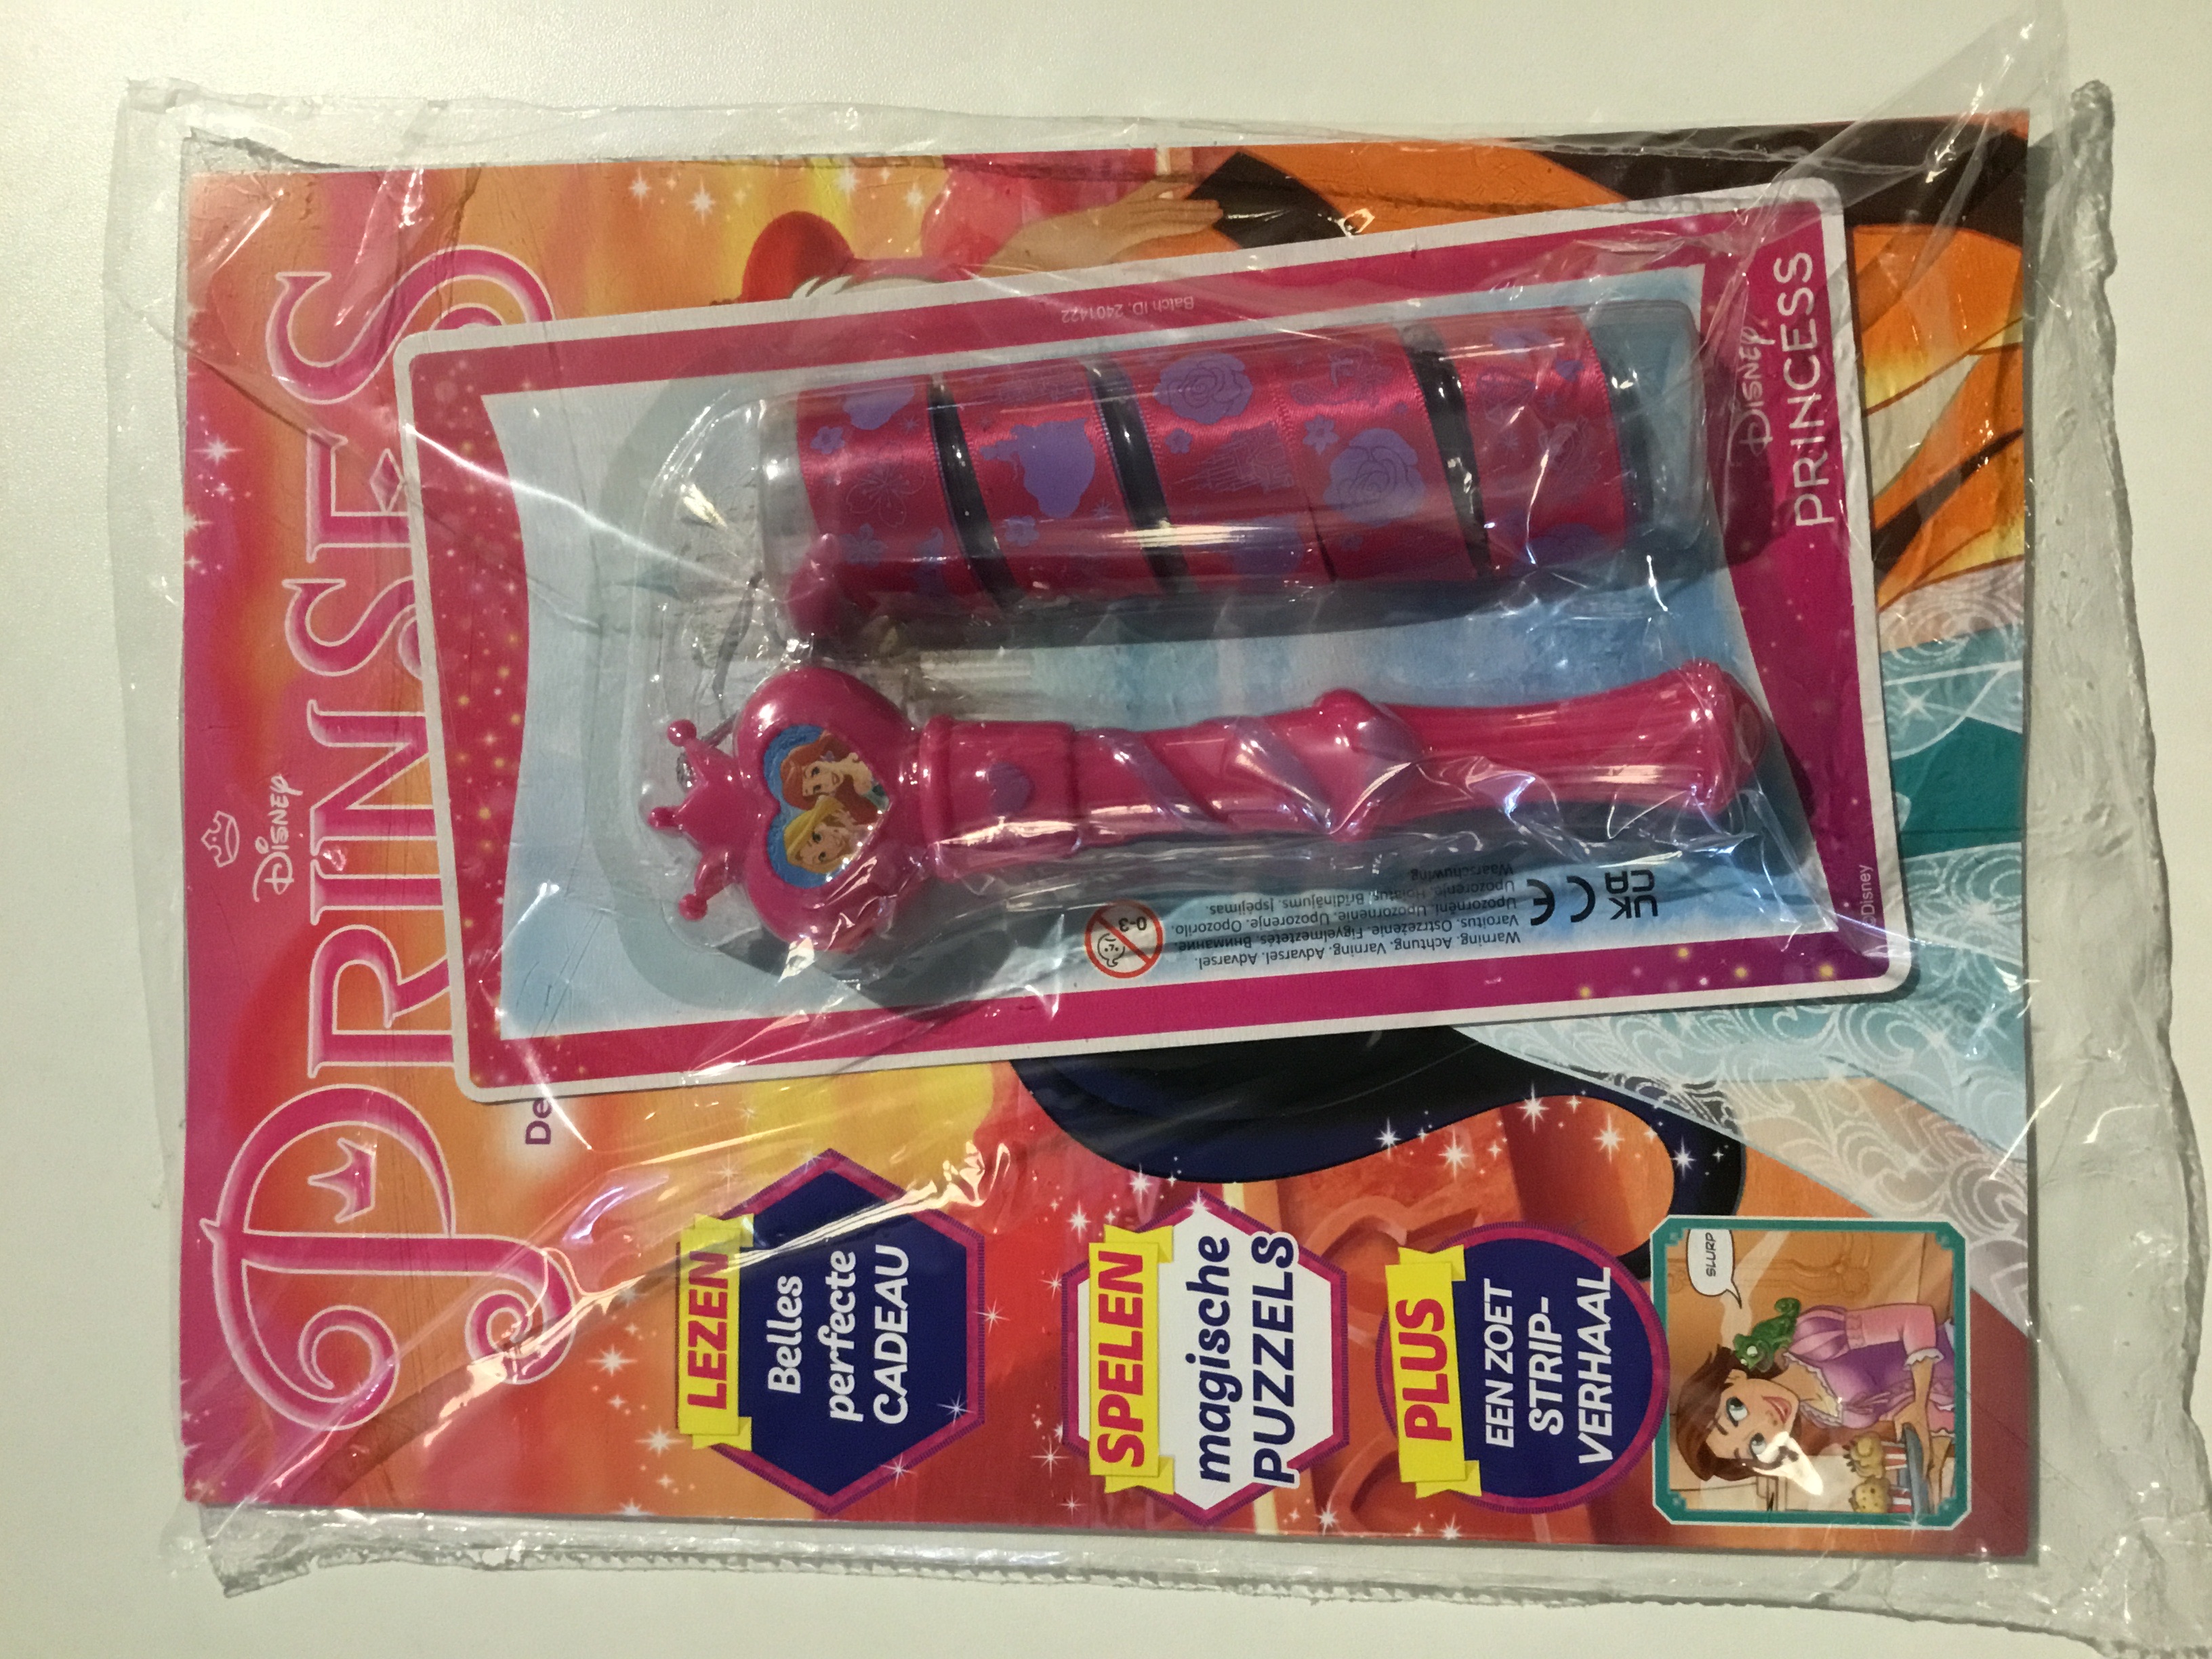 DISNEY
PRINSES
De
LEZEN
Belles
perfecte
CADEAU
SPELEN
magische
PUZZELS
PLUS
EEN ZOET
STRIP-
VERHAAL
SLURP
DISNEY
PRINCESS
©Disney
Batch ID. 2401422
0-3
Warning. Achtung. Varning. Advarsel. Advarsel.
Varoitus. Ostrzeżenie. Figyelmeztetés. Внимание.
Upozornění. Upozornenie. Upozorenje. Opozorilo.
Upozorenje. Hoiatus. Brīdinājums. Įspėjimas.
Waarschuwing.
CE
UK
CA